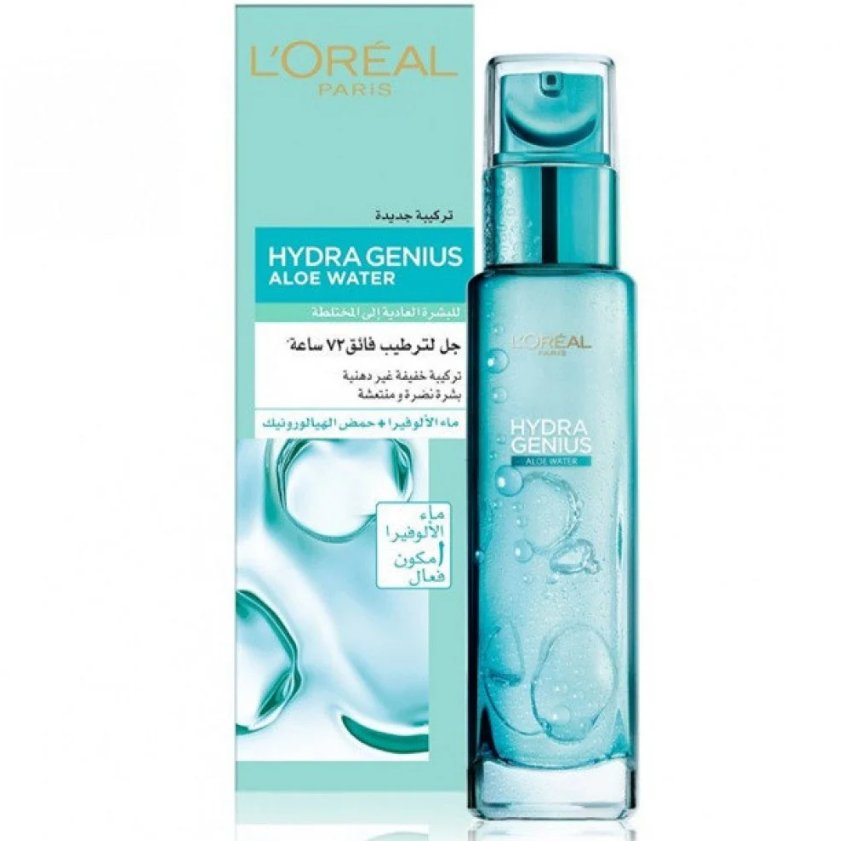 L'ORÉAL
PARIS
تركيبة جديدة
HYDRA GENIUS
ALOE WATER
للبشرة العادية إلى المختلطة
جل لترطيب فائق ٧٢ ساعة*
تركيبة خفيفة غير دهنية
بشرة نضرة و منتعشة
ماء الألوفيرا + حمض الهيالورونيك
ماء
الألوفيرا
مكون
فعال
L'ORÉAL
PARIS
HYDRA
GENIUS
ALOE WATER